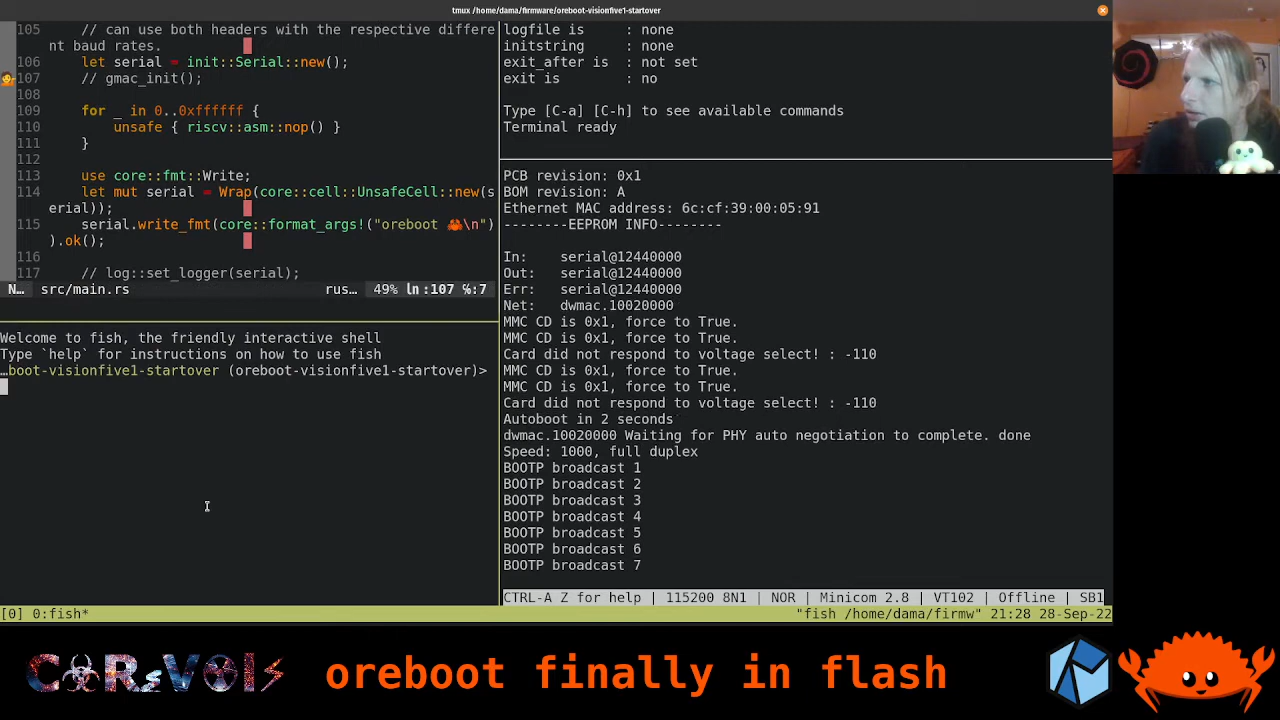 tmux /home/dama/firmware/oreboot-visionfive1-startover
105 // can use both headers with the respective differe
nt baud rates.
106 let serial = init::Serial::new();
107 // gmac_init();
108
109 for _ in 0..0xffffff {
110 unsafe { riscv::asm::nop() }
111 }
112
113 use core::fmt::Write;
114 let mut serial = Wrap(core::cell::UnsafeCell::new(s
erial));
115 serial.write_fmt(core::format_args!("oreboot 🦀\n")
).ok();
116
117 // log::set_logger(serial);
N… src/main.rs rus… 49% ln:107 ℅:7
Welcome to fish, the friendly interactive shell
Type `help` for instructions on how to use fish
…boot-visionfive1-startover (oreboot-visionfive1-startover)>
logfile is : none
initstring : none
exit_after is : not set
exit is : no
Type [C-a] [C-h] to see available commands
Terminal ready
PCB revision: 0x1
BOM revision: A
Ethernet MAC address: 6c:cf:39:00:05:91
--------EEPROM INFO--------
In: serial@12440000
Out: serial@12440000
Err: serial@12440000
Net: dwmac.10020000
MMC CD is 0x1, force to True.
MMC CD is 0x1, force to True.
Card did not respond to voltage select! : -110
MMC CD is 0x1, force to True.
MMC CD is 0x1, force to True.
Card did not respond to voltage select! : -110
Autoboot in 2 seconds
dwmac.10020000 Waiting for PHY auto negotiation to complete. done
Speed: 1000, full duplex
BOOTP broadcast 1
BOOTP broadcast 2
BOOTP broadcast 3
BOOTP broadcast 4
BOOTP broadcast 5
BOOTP broadcast 6
BOOTP broadcast 7
CTRL-A Z for help | 115200 8N1 | NOR | Minicom 2.8 | VT102 | Offline | SB1
[0] 0:fish* "fish /home/dama/firmw" 21:28 28-Sep-22
oreboot finally in flash